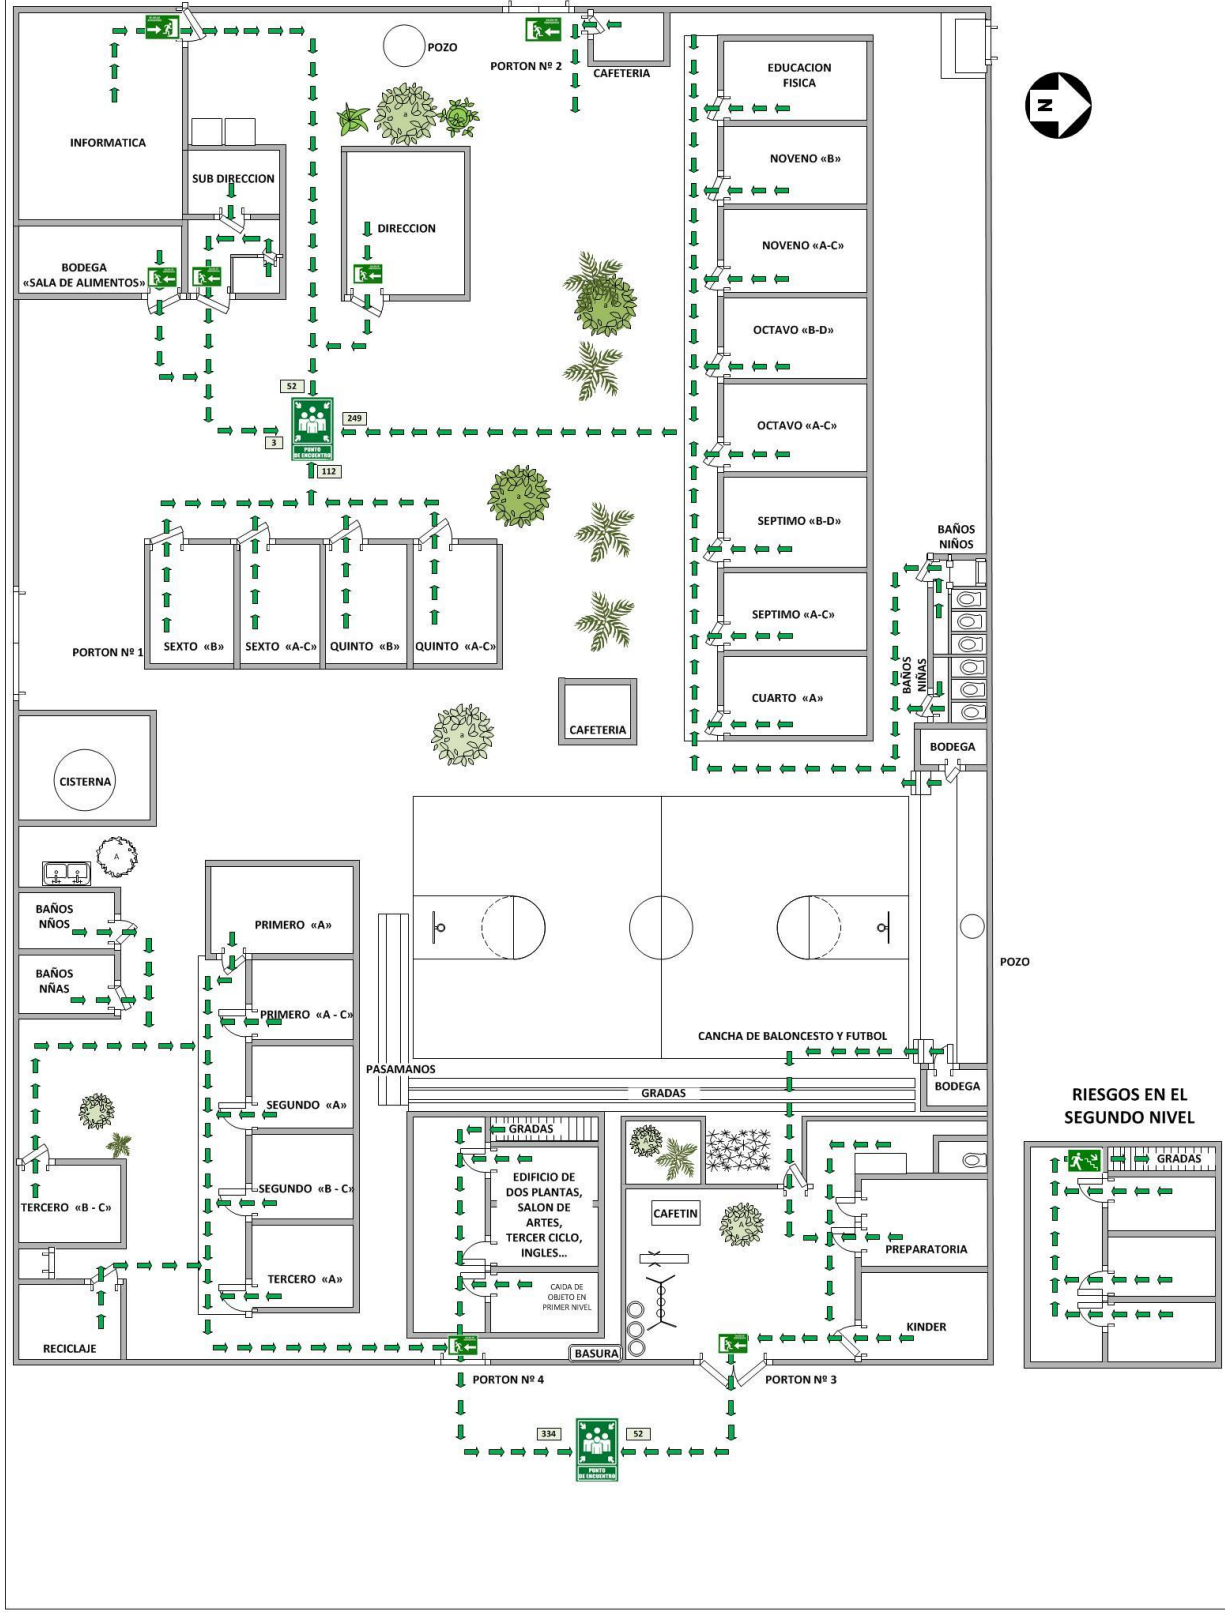 POZO
PORTON Nº 2
CAFETERIA
EDUCACION
FISICA
N
INFORMATICA
NOVENO «B»
SUB DIRECCION
DIRECCION
NOVENO «A-C»
BODEGA
«SALA DE ALIMENTOS»
OCTAVO «B-D»
52
249
3
PUNTO
DE ENCUENTRO
112
OCTAVO «A-C»
SEPTIMO «B-D»
BAÑOS
NIÑOS
SEPTIMO «A-C»
PORTON Nº 1
SEXTO «B»
SEXTO «A-C»
QUINTO «B»
QUINTO «A-C»
BAÑOS
NIÑAS
CUARTO «A»
CAFETERIA
BODEGA
CISTERNA
A
BAÑOS
NÑOS
PRIMERO «A»
BAÑOS
NÑAS
POZO
PRIMERO «A - C»
CANCHA DE BALONCESTO Y FUTBOL
PASAMANOS
GRADAS
BODEGA
RIESGOS EN EL
SEGUNDO NIVEL
SEGUNDO «A»
GRADAS
GRADAS
EDIFICIO DE
DOS PLANTAS,
SALON DE
ARTES,
TERCER CICLO,
INGLES...
SEGUNDO «B - C»
TERCERO «B - C»
CAFETIN
PREPARATORIA
TERCERO «A»
CAIDA DE
OBJETO EN
PRIMER NIVEL
KINDER
RECICLAJE
BASURA
PORTON Nº 4
PORTON Nº 3
334
52
PUNTO
DE ENCUENTRO